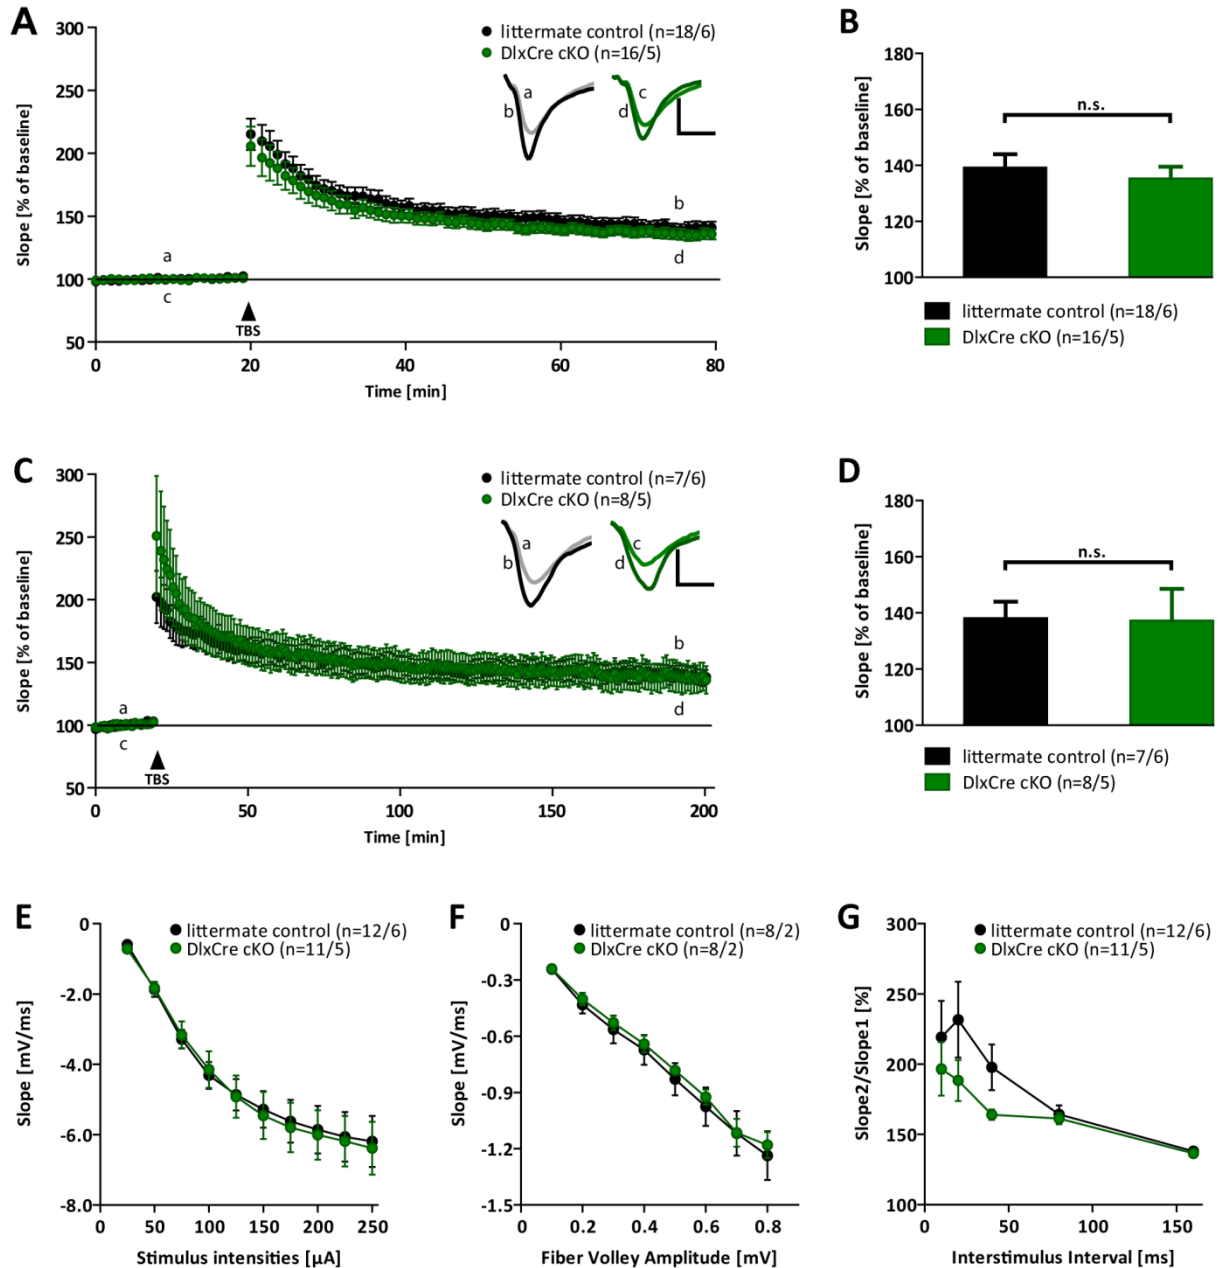 A
Slope [% of baseline]
300
250
200
150
100
50
littermate control (n=18/6)
DlxCre cKO (n=16/5)
a
b
c
d
a
c
b
d
TBS
0
20
40
60
80
Time [min]
B
Slope [% of baseline]
180
160
140
120
100
n.s.
littermate control (n=18/6)
DlxCre cKO (n=16/5)
C
Slope [% of baseline]
300
250
200
150
100
50
littermate control (n=7/6)
DlxCre cKO (n=8/5)
a
b
c
d
a
c
b
d
TBS
0
50
100
150
200
Time [min]
D
Slope [% of baseline]
180
160
140
120
100
n.s.
littermate control (n=7/6)
DlxCre cKO (n=8/5)
E
Slope [mV/ms]
-0
-2.0
-4.0
-6.0
-8.0
littermate control (n=12/6)
DlxCre cKO (n=11/5)
0
50
100
150
200
250
Stimulus intensities [µA]
F
Slope [mV/ms]
0
-0.3
-0.6
-0.9
-1.2
-1.5
littermate control (n=8/2)
DlxCre cKO (n=8/2)
0.2
0.4
0.6
0.8
Fiber Volley Amplitude [mV]
G
Slope2/Slope1 [%]
300
250
200
150
100
littermate control (n=12/6)
DlxCre cKO (n=11/5)
0
50
100
150
Interstimulus Interval [ms]